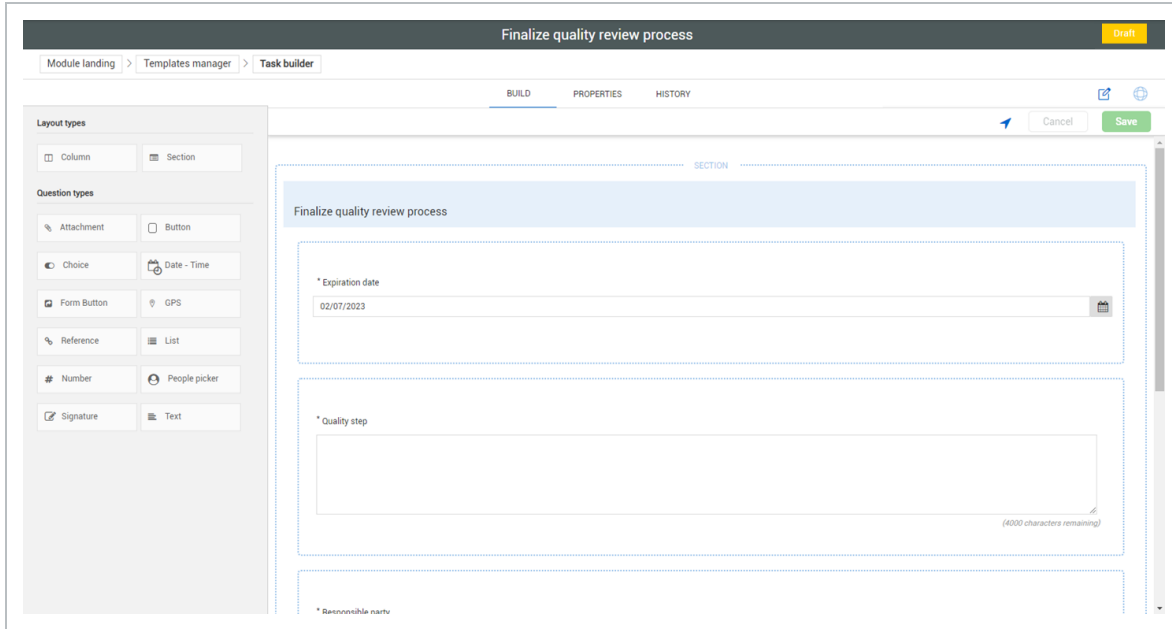 Finalize quality review process
Draft
Module landing > Templates manager > Task builder
BUILD PROPERTIES HISTORY
Cancel Save
Layout types
Column Section
Question types
Attachment Button
Choice Date - Time
Form Button GPS
Reference List
Number People picker
Signature Text
SECTION
Finalize quality review process
* Expiration date
02/07/2023
* Quality step
(4000 characters remaining)
* Responsible party